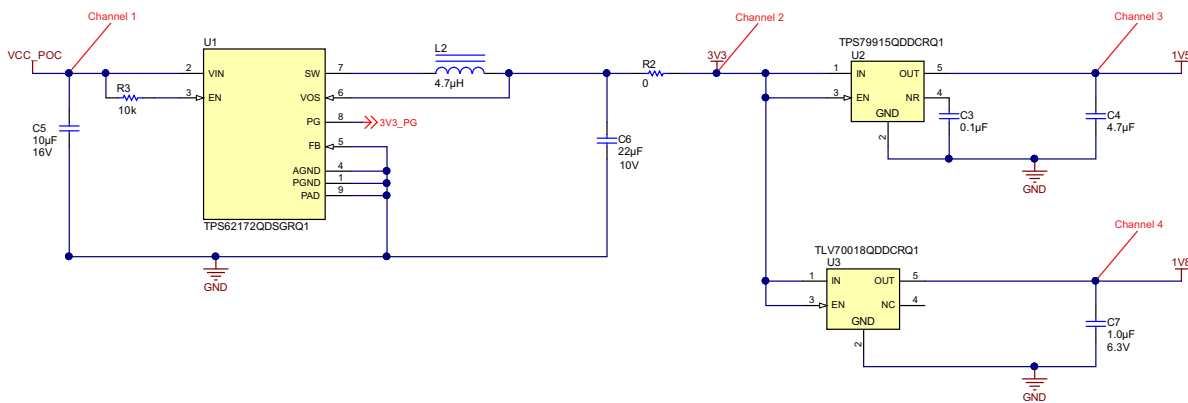 Channel 1
Channel 2
Channel 3
VCC_POC
U1
L2
4.7µH
R2
0
3V3
TPS79915QDDCRQ1
U2
1V5
2 VIN SW 7
R3
10k
3 EN VOS 6
PG 8 3V3_PG
FB 5
AGND 4
PGND 1
PAD 9
TPS62172QDSGRQ1
C5
10µF
16V
C6
22µF
10V
GND
1 IN OUT 5
3 EN NR 4
GND
2
C3
0.1µF
C4
4.7µF
GND
Channel 4
TLV70018QDDCRQ1
U3
1V8
1 IN OUT 5
3 EN NC 4
GND
2
C7
1.0µF
6.3V
GND